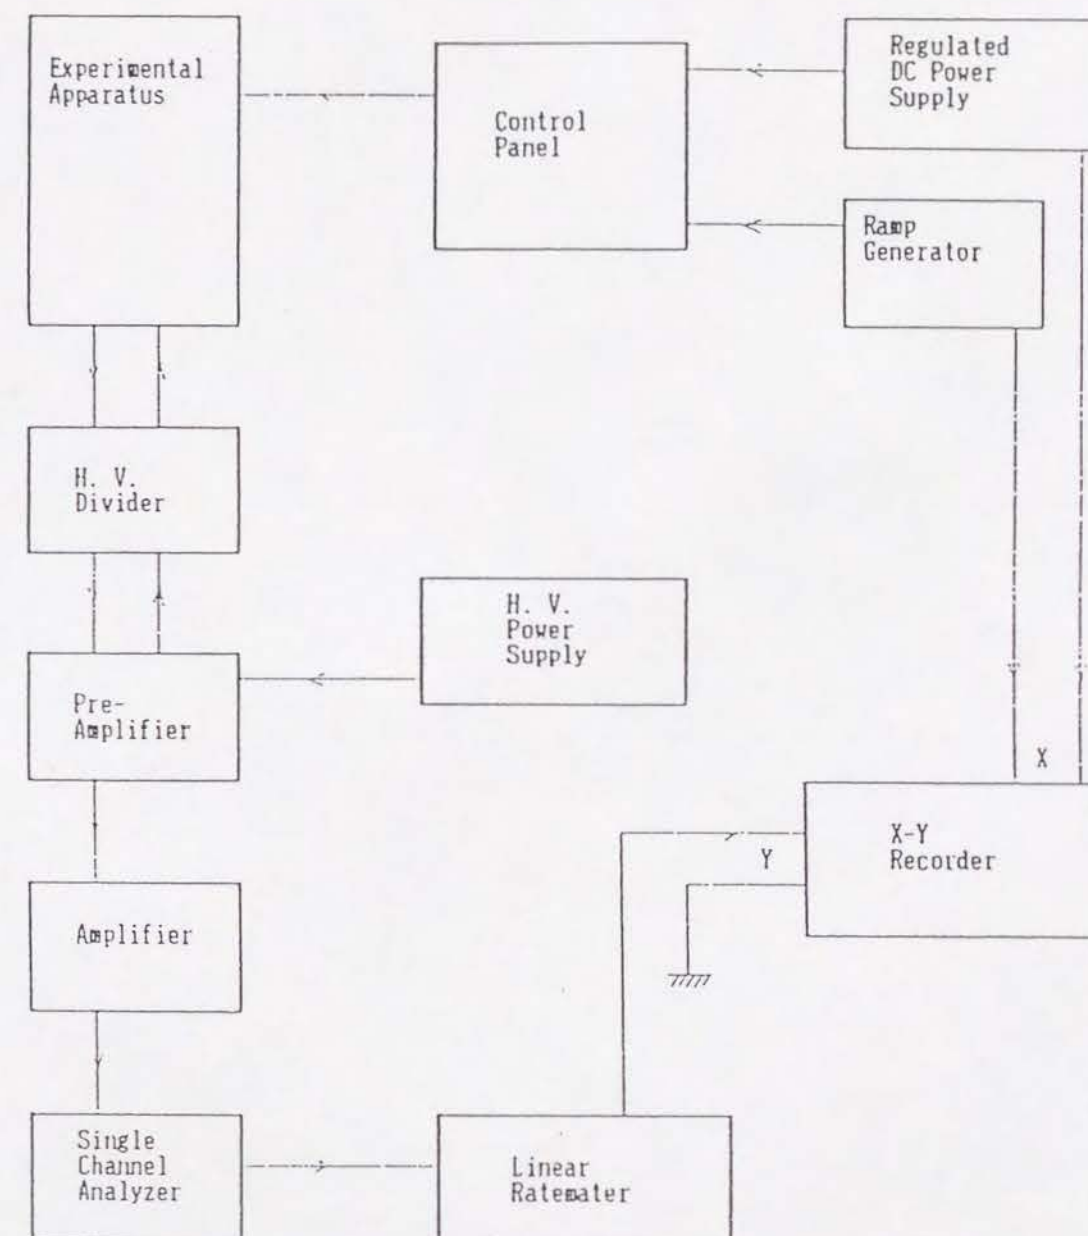 Experimental
Apparatus
Control
Panel
Regulated
DC Power
Supply
Ramp
Generator
H. V.
Divider
H. V.
Power
Supply
Pre-
Amplifier
X
X-Y
Recorder
Y
Amplifier
Single
Channel
Analyzer
Linear
Ratemater